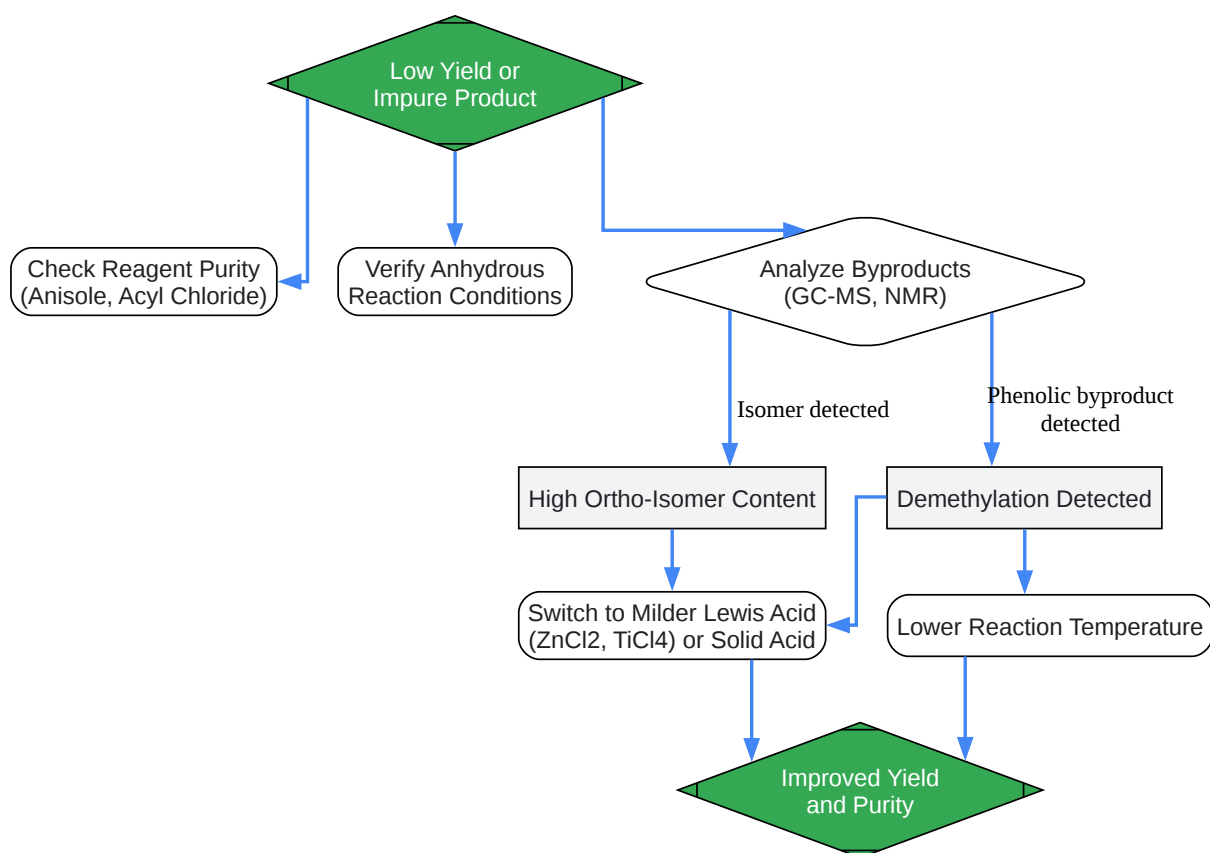 Low Yield or
Impure Product
Check Reagent Purity
(Anisole, Acyl Chloride)
Verify Anhydrous
Reaction Conditions
Analyze Byproducts
(GC-MS, NMR)
Isomer detected
Phenolic byproduct
detected
High Ortho-Isomer Content
Demethylation Detected
Switch to Milder Lewis Acid
(ZnCl2, TiCl4) or Solid Acid
Lower Reaction Temperature
Improved Yield
and Purity